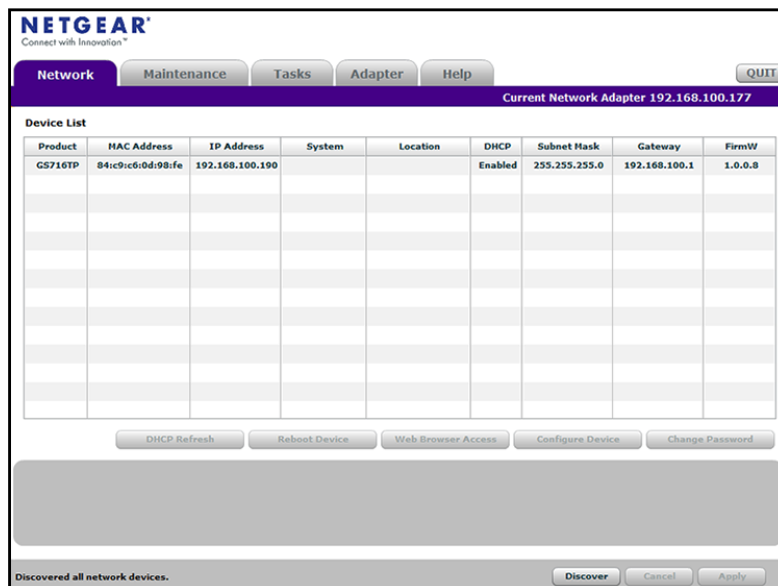 NETGEAR®
Connect with Innovation™
Network Maintenance Tasks Adapter Help QUIT
Current Network Adapter 192.168.100.177
Device List
Product MAC Address IP Address System Location DHCP Subnet Mask Gateway FirmW
GS716TP 84:c9:c6:0d:98:fe 192.168.100.190 Enabled 255.255.255.0 192.168.100.1 1.0.0.8
DHCP Refresh Reboot Device Web Browser Access Configure Device Change Password
Discovered all network devices. Discover Cancel Apply